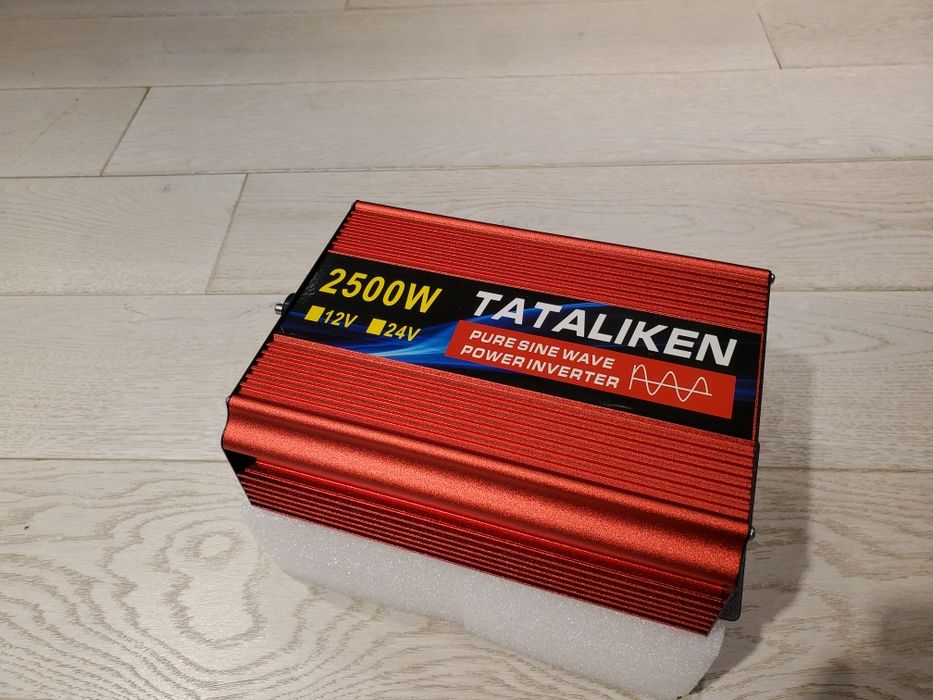 2500W
12V 24V
TATALIKEN
PURE SINE WAVE
POWER INVERTER